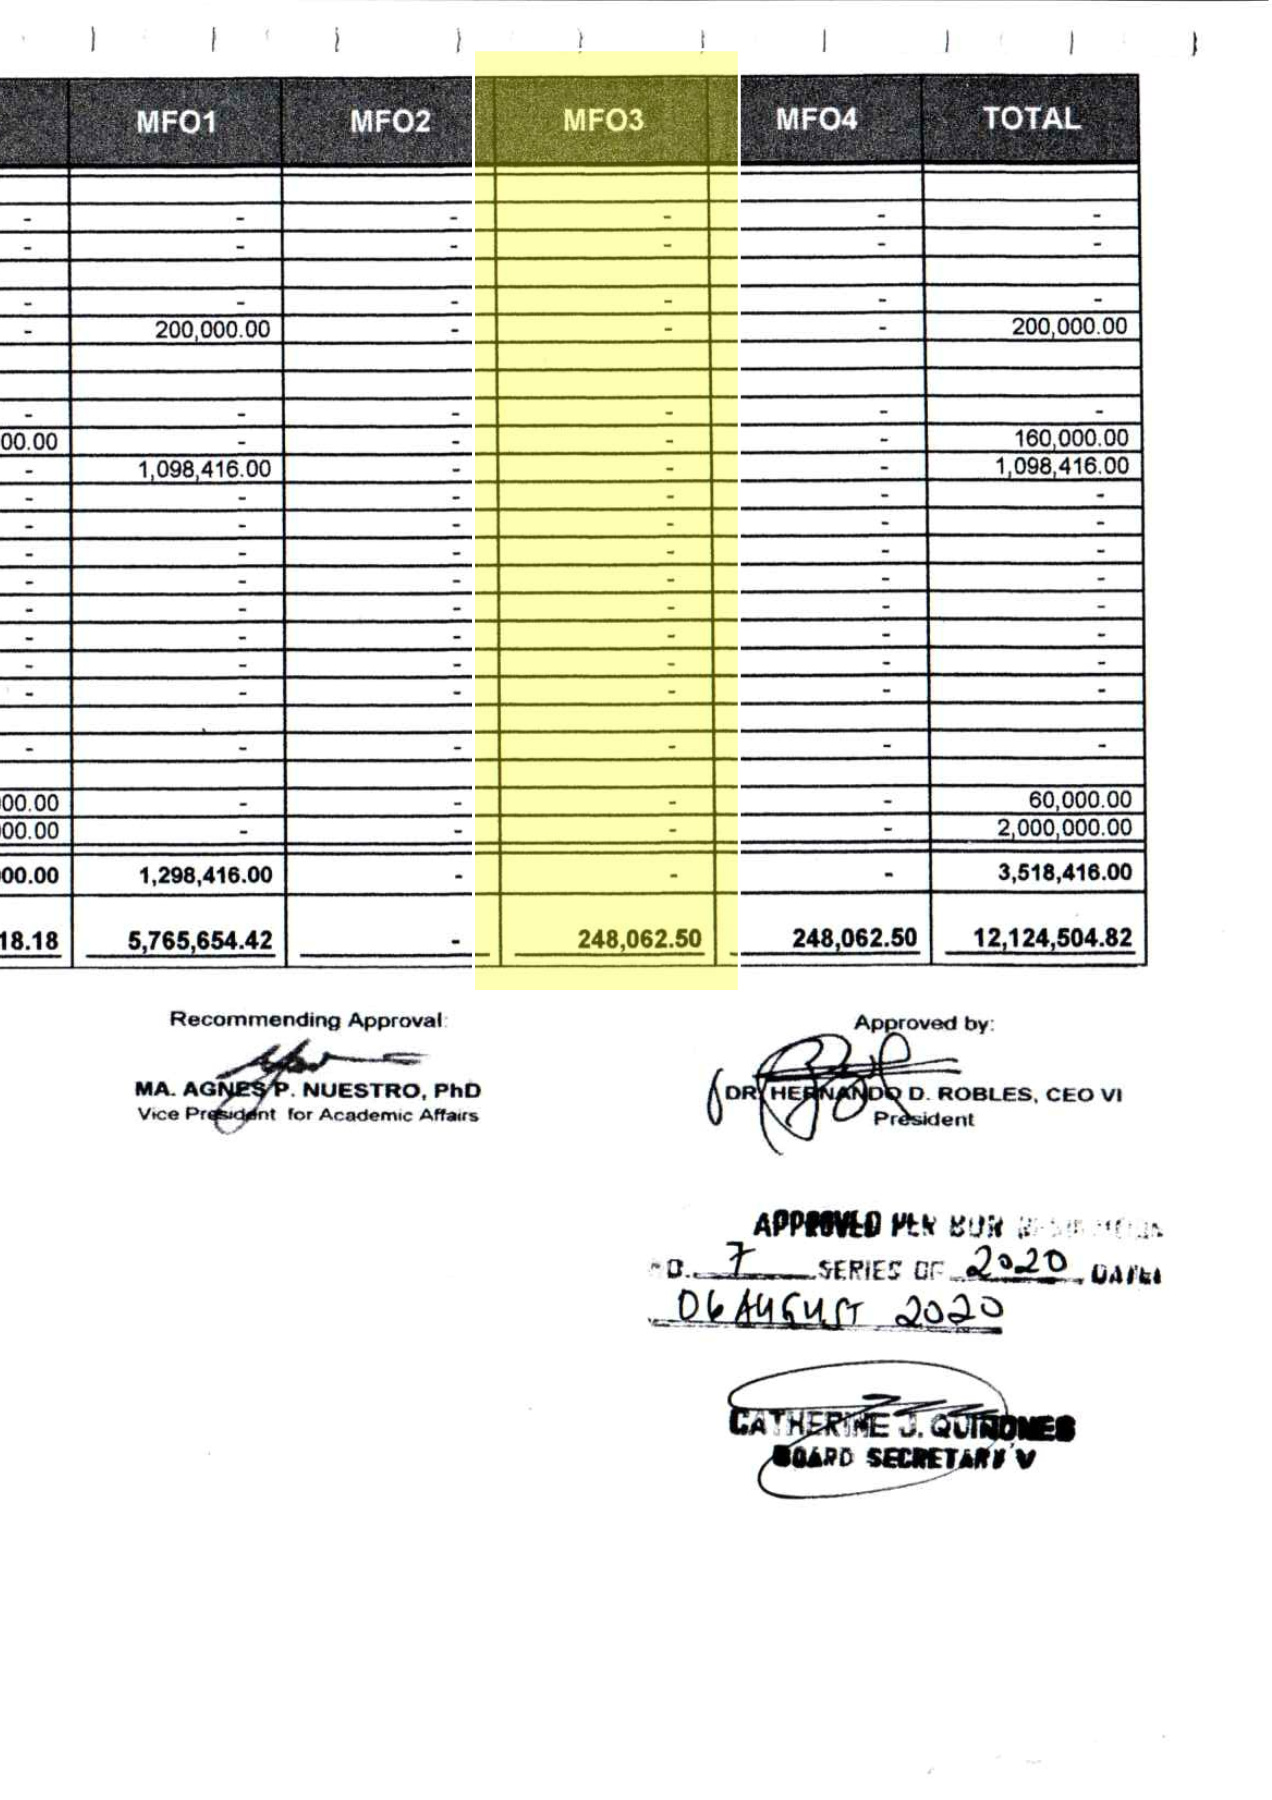 MFO1 MFO2 MFO3 MFO4 TOTAL
- - - - - -
- - - - - -
- - - - - -
- 200,000.00 - - - 200,000.00
- - - - - -
00.00 - - - - 160,000.00
- 1,098,416.00 - - - 1,098,416.00
- - - - - -
- - - - - -
- - - - - -
- - - - - -
- - - - - -
- - - - - -
- - - - - -
- - - - - -
- - - - - -
00.00 - - - - 60,000.00
00.00 - - - - 2,000,000.00
00.00 1,298,416.00 - - - 3,518,416.00
18.18 5,765,654.42 - 248,062.50 248,062.50 12,124,504.82
Recommending Approval:
MA. AGNES P. NUESTRO, PhD
Vice President for Academic Affairs
Approved by:
DR. HERNANDO D. ROBLES, CEO VI
President
APPROVED PER
7 SERIES OF 2020 DATED
06 AUGUST 2020
CATHERINE J. QUINONES
BOARD SECRETARY V